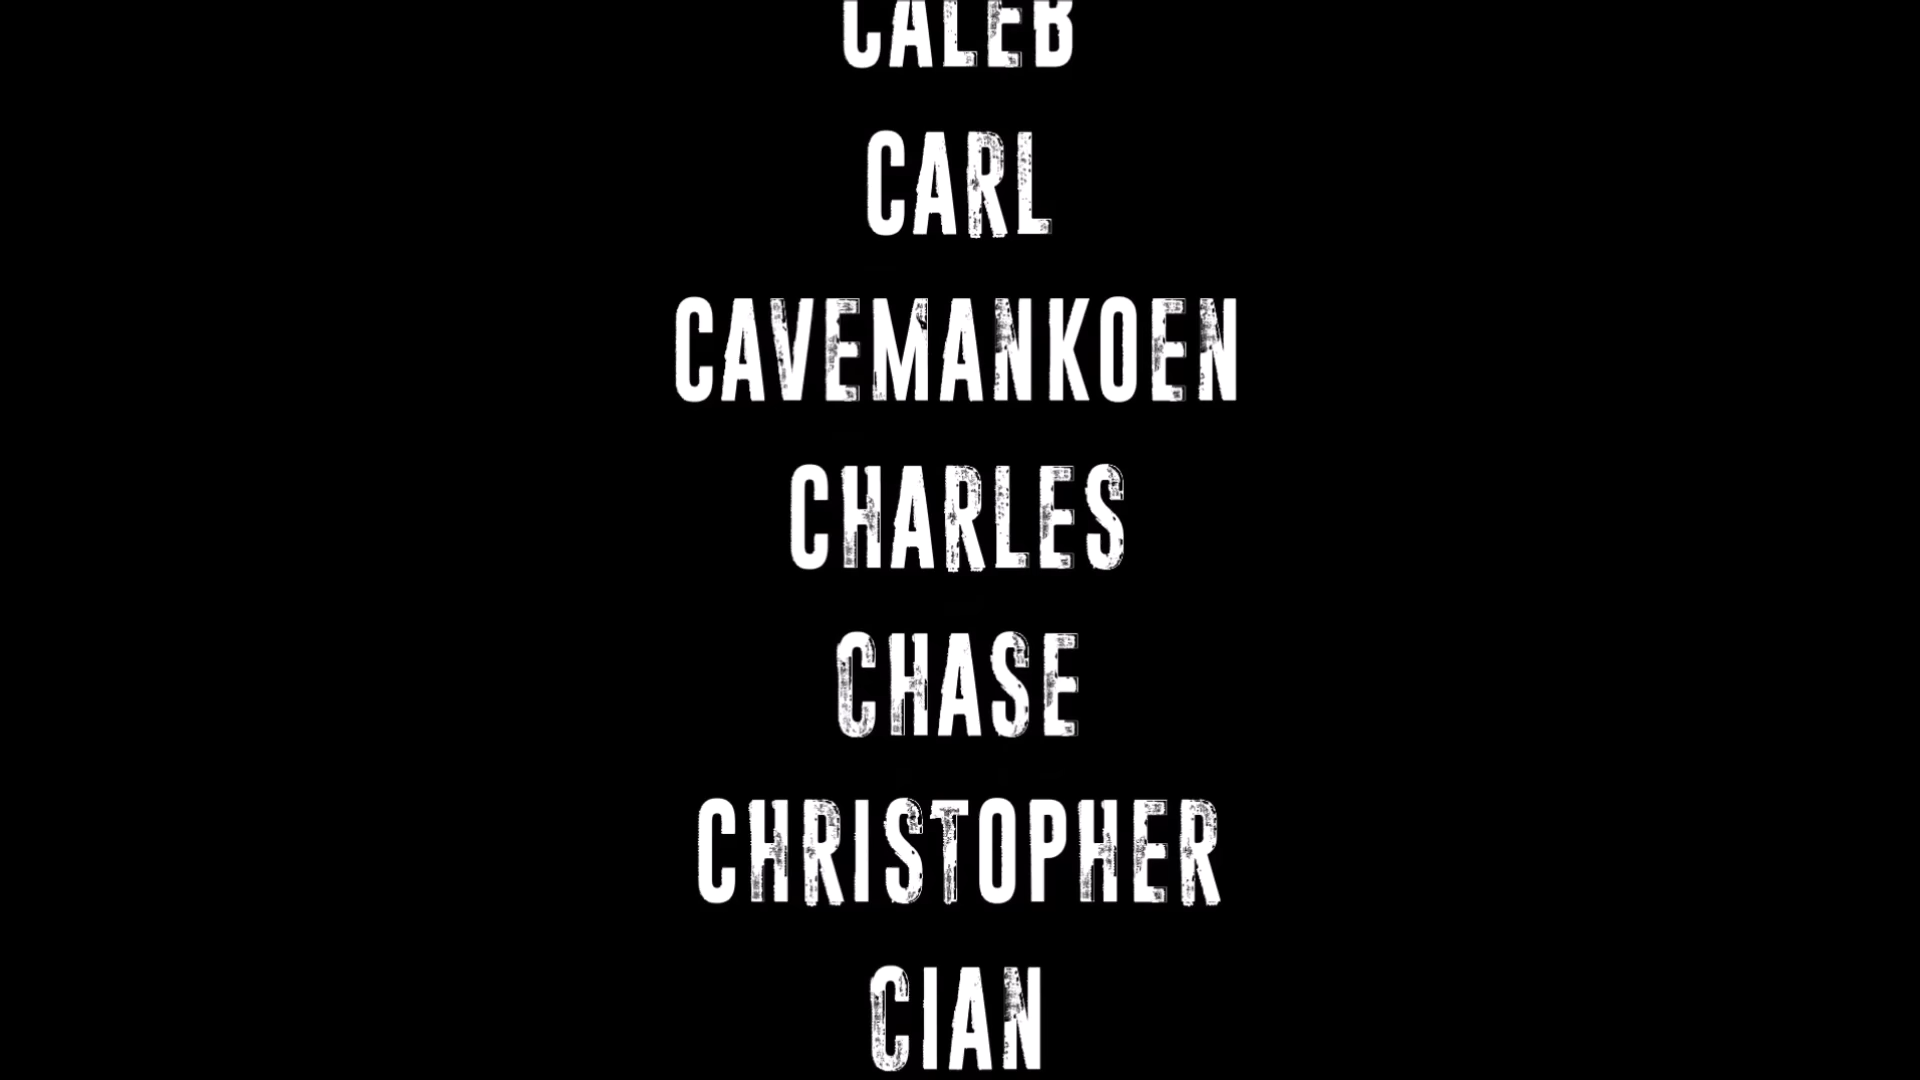 CALEB
CARL
CAVEMANKOEN
CHARLES
CHASE
CHRISTOPHER
CIAN